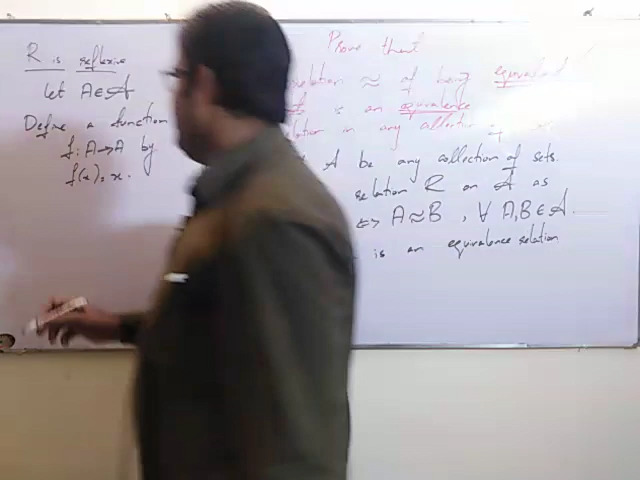 R is reflexive
let A ∈ 𝒜
Define a function
f: A → A by
f(x) = x.
Prove that
relation ≈ of having equivalent
is an equivalence
relation in any collection
𝒜 be any collection of sets.
relation R on 𝒜 as
⇔ A ≈ B , ∀ A, B ∈ 𝒜.
is an equivalence relation